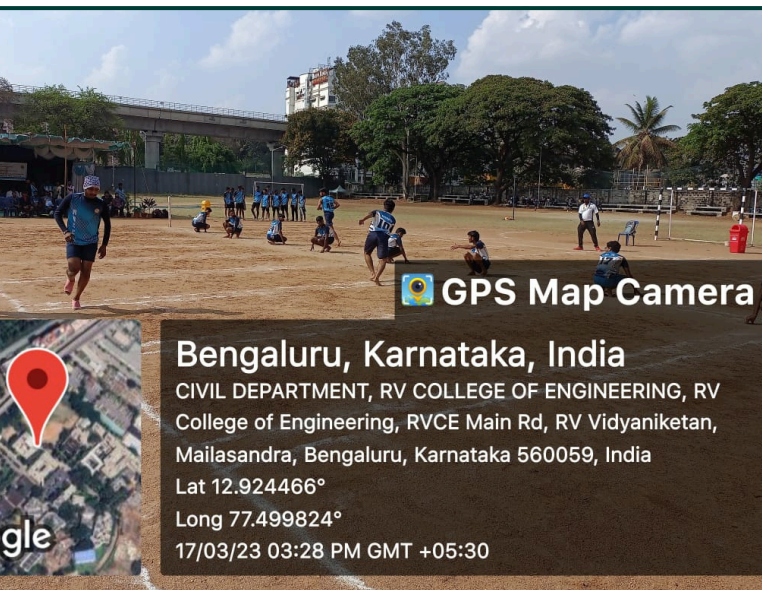 GPS Map Camera
Bengaluru, Karnataka, India
CIVIL DEPARTMENT, RV COLLEGE OF ENGINEERING, RV
College of Engineering, RVCE Main Rd, RV Vidyaniketan,
Mailasandra, Bengaluru, Karnataka 560059, India
Lat 12.924466°
Long 77.499824°
17/03/23 03:28 PM GMT +05:30
gle